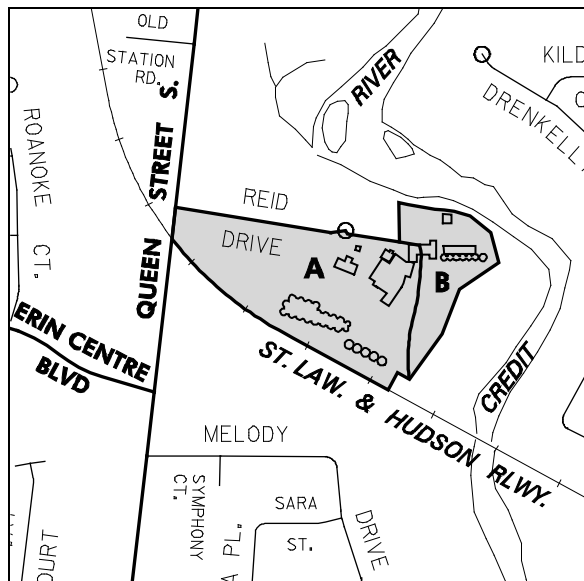 OLD
STATION
RD.
QUEEN STREET S.
RIVER
KILD
DRENKELL
ROANOKE CT.
REID
DRIVE
A
B
ERIN CENTRE
BLVD
ST. LAW. & HUDSON RLWY.
CREDIT
MELODY
SYMPHONY
CT.
SARA
ST.
DRIVE
A PL.
OURT